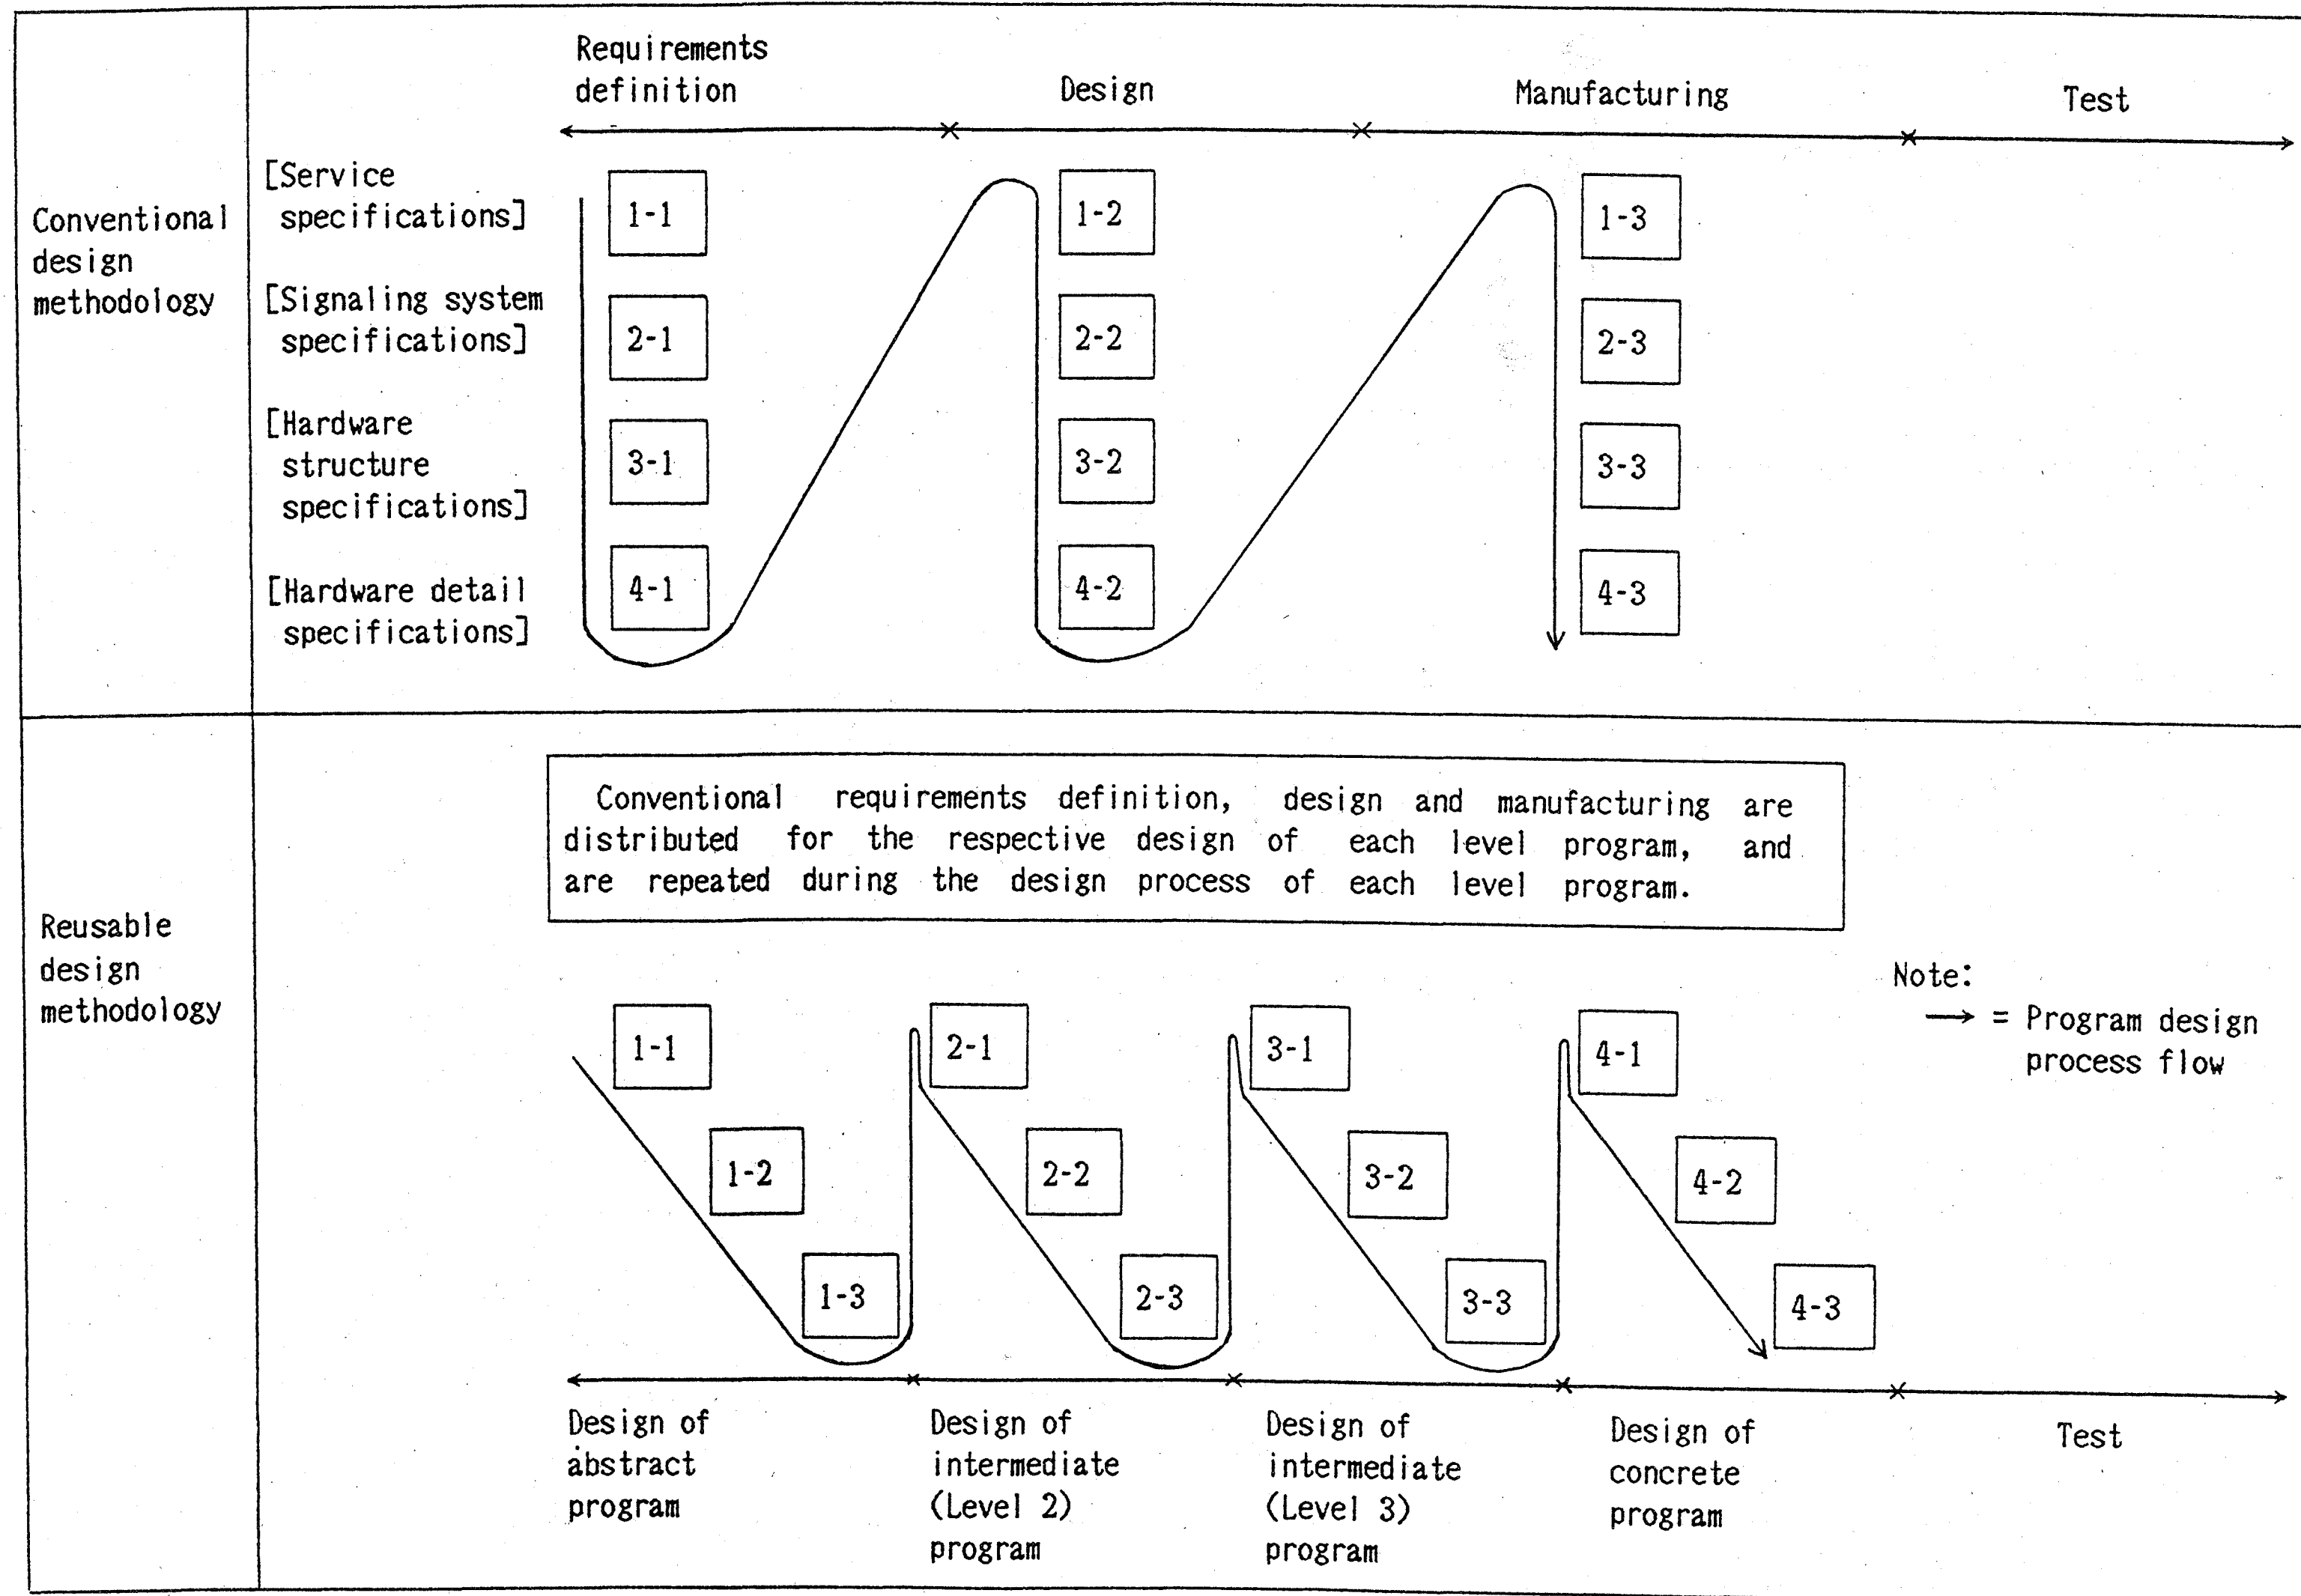 Requirements
definition
Design
Manufacturing
Test
Conventional
design
methodology
[Service
specifications]
[Signaling system
specifications]
[Hardware
structure
specifications]
[Hardware detail
specifications]
1-1
2-1
3-1
4-1
1-2
2-2
3-2
4-2
1-3
2-3
3-3
4-3
Reusable
design
methodology
Conventional requirements definition, design and manufacturing are
distributed for the respective design of each level program, and
are repeated during the design process of each level program.
Note:
→ = Program design
process flow
1-1
1-2
1-3
2-1
2-2
2-3
3-1
3-2
3-3
4-1
4-2
4-3
Design of
abstract
program
Design of
intermediate
(Level 2)
program
Design of
intermediate
(Level 3)
program
Design of
concrete
program
Test